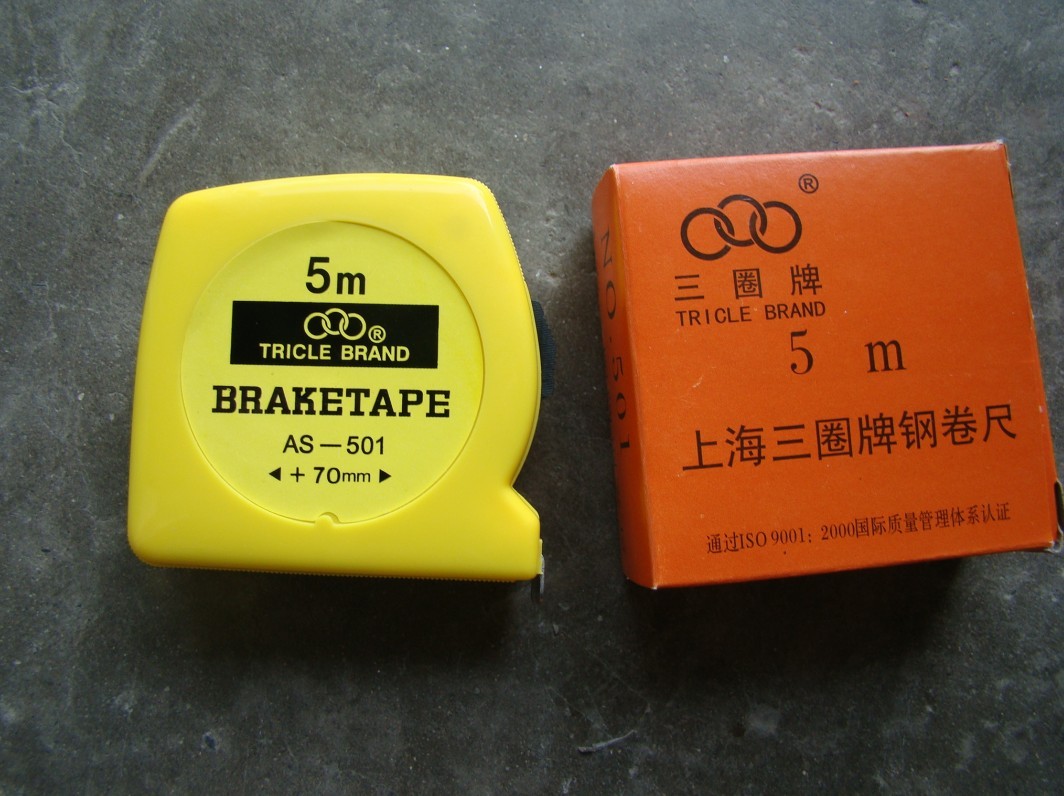 5m
®
TRICLE BRAND
BRAKETAPE
AS—501
◀ + 70mm ▶
®
三圈牌
TRICLE BRAND
5 m
上海三圈牌钢卷尺
通过ISO 9001: 2000国际质量管理体系认证
NO.501